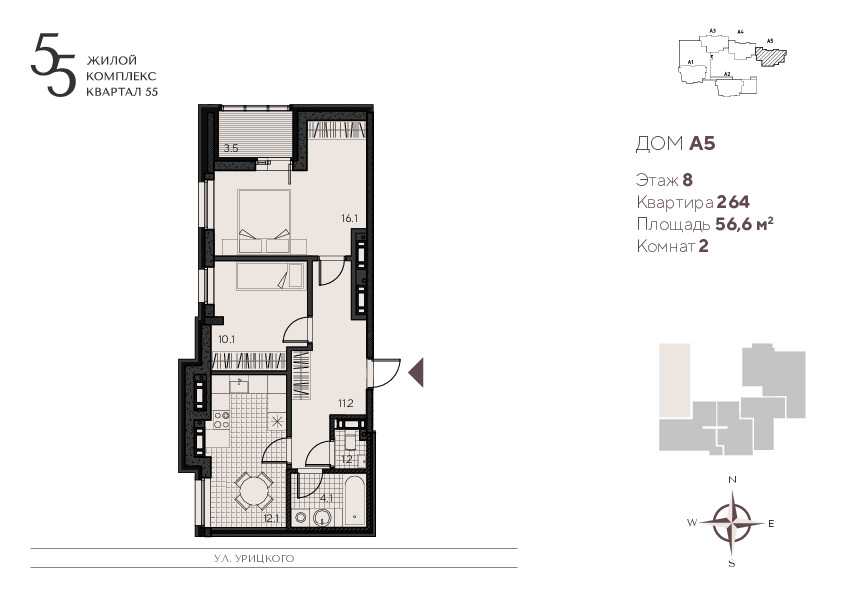 55
ЖИЛОЙ
КОМПЛЕКС
КВАРТАЛ 55
A3
A4
A5
A1
A2
ДОМ A5
Этаж 8
Квартира 264
Площадь 56,6 м²
Комнат 2
3.5
16.1
10.1
11.2
1.2
4.1
12.1
N
W
E
S
УЛ. УРИЦКОГО